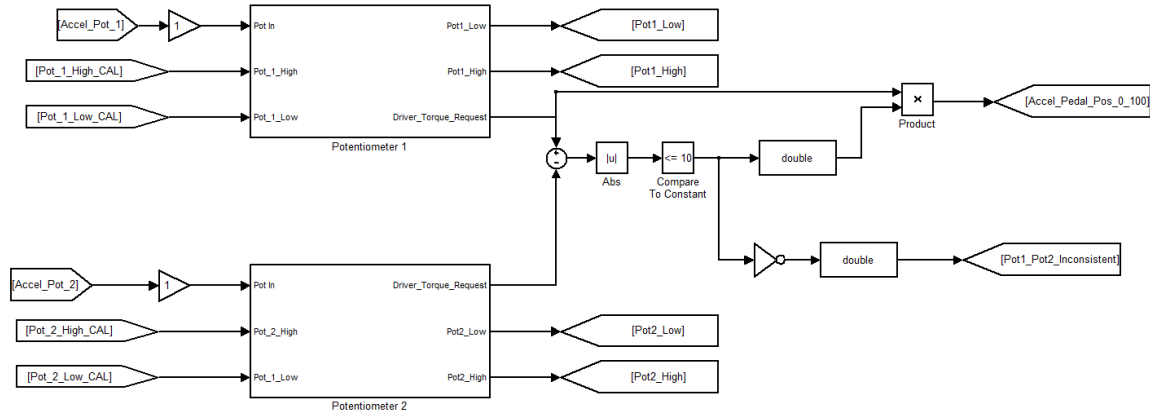 [Accel_Pot_1]
1
Pot In
Pot1_Low
[Pot1_Low]
[Pot_1_High_CAL]
Pot_1_High
Pot1_High
[Pot1_High]
[Pot_1_Low_CAL]
Pot_1_Low
Driver_Torque_Request
Potentiometer 1
×
Product
[Accel_Pedal_Pos_0_100]
+
-
|u|
Abs
<= 10
Compare
To Constant
double
double
[Pot1_Pot2_Inconsistent]
[Accel_Pot_2]
1
Pot In
Driver_Torque_Request
[Pot_2_High_CAL]
Pot_2_High
Pot2_Low
[Pot2_Low]
[Pot_2_Low_CAL]
Pot_1_Low
Pot2_High
[Pot2_High]
Potentiometer 2